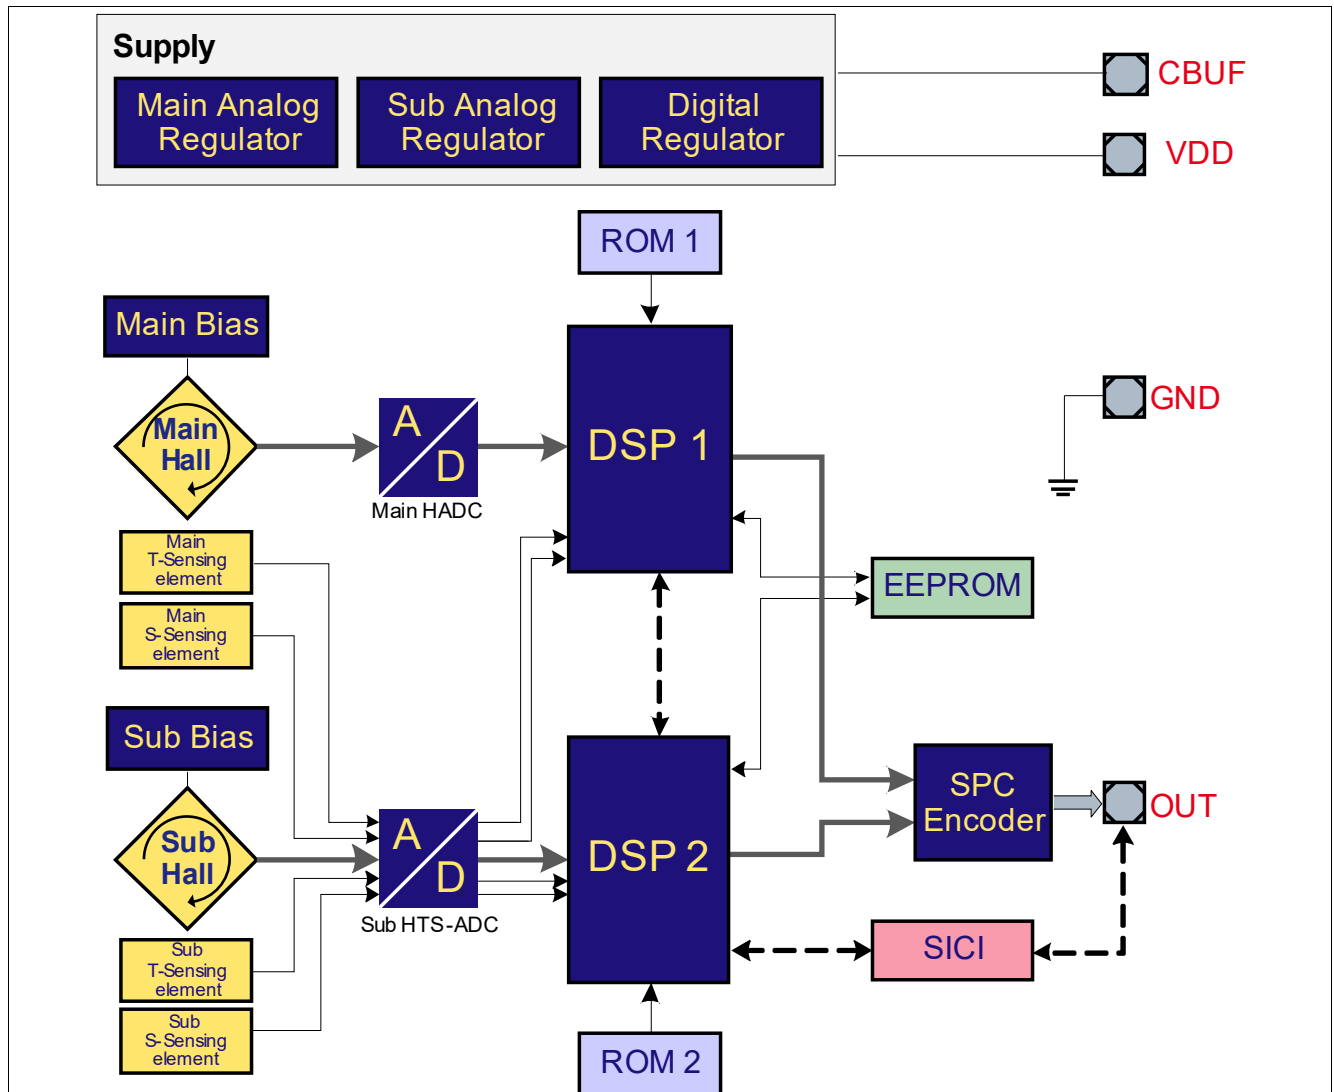 Supply
Main Analog
Regulator
Sub Analog
Regulator
Digital
Regulator
CBUF
VDD
ROM 1
Main Bias
Main
Hall
A
D
Main HADC
DSP 1
GND
Main
T-Sensing
element
Main
S-Sensing
element
EEPROM
Sub Bias
Sub
Hall
A
D
Sub HTS-ADC
DSP 2
SPC
Encoder
OUT
Sub
T-Sensing
element
SICI
Sub
S-Sensing
element
ROM 2